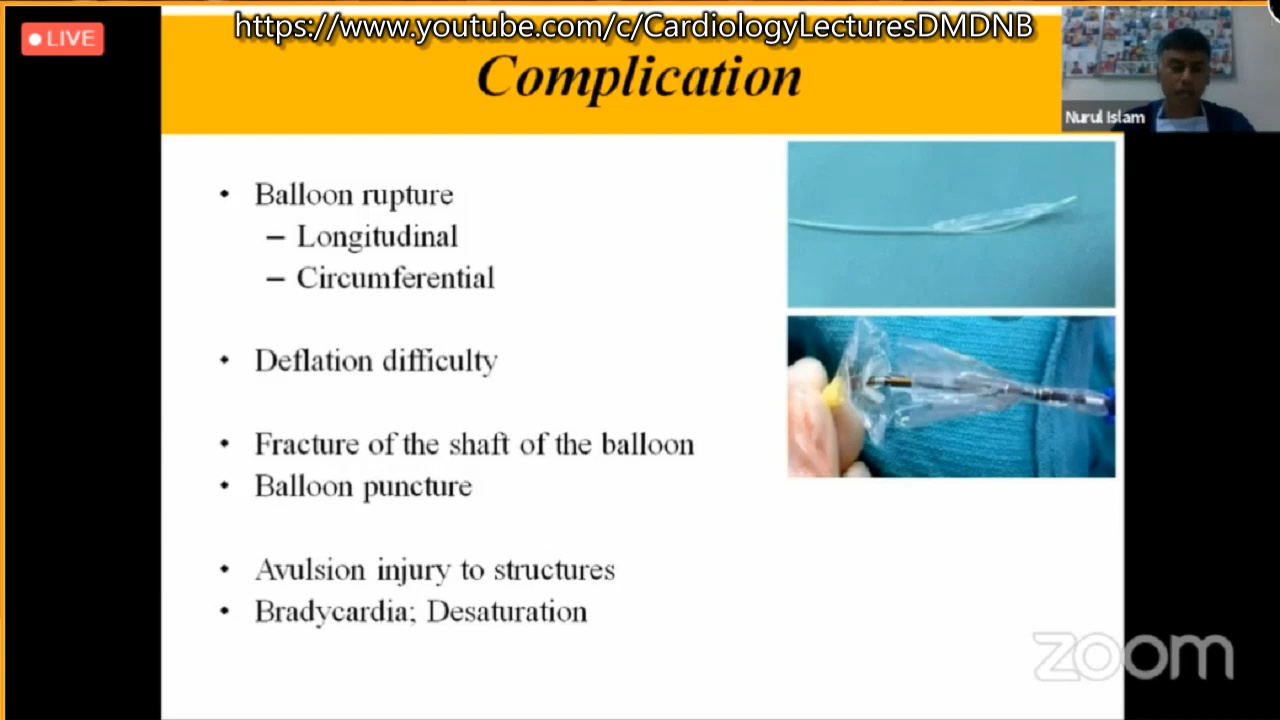 https://www.youtube.com/c/CardiologyLecturesDMDNB
LIVE
Complication
Nurul Islam
• Balloon rupture
– Longitudinal
– Circumferential
• Deflation difficulty
• Fracture of the shaft of the balloon
• Balloon puncture
• Avulsion injury to structures
• Bradycardia; Desaturation
zoom